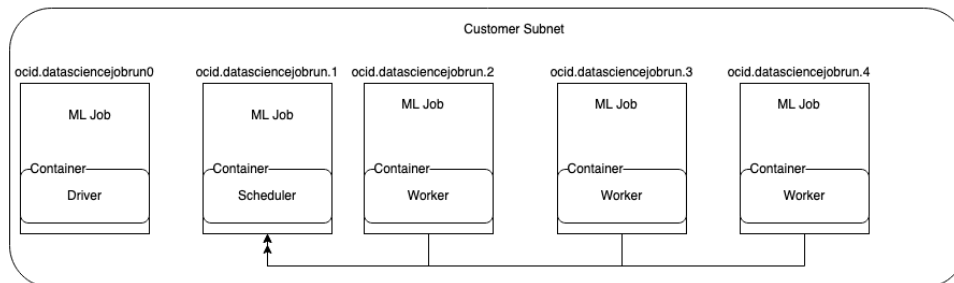 Customer Subnet
ocid.datasciencejobrun0
ocid.datasciencejobrun.1
ocid.datasciencejobrun.2
ocid.datasciencejobrun.3
ocid.datasciencejobrun.4
ML Job
ML Job
ML Job
ML Job
ML Job
Container
Container
Container
Container
Container
Driver
Scheduler
Worker
Worker
Worker